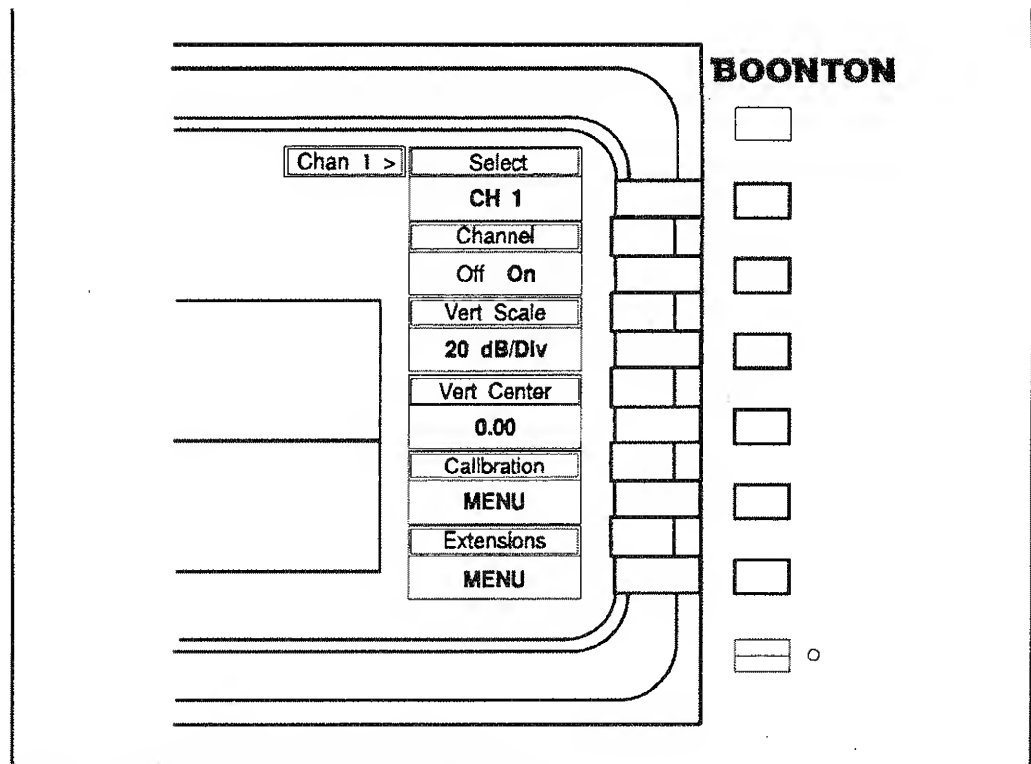 BOONTON
Chan 1 > Select
CH 1
Channel
Off On
Vert Scale
20 dB/Div
Vert Center
0.00
Calibration
MENU
Extensions
MENU